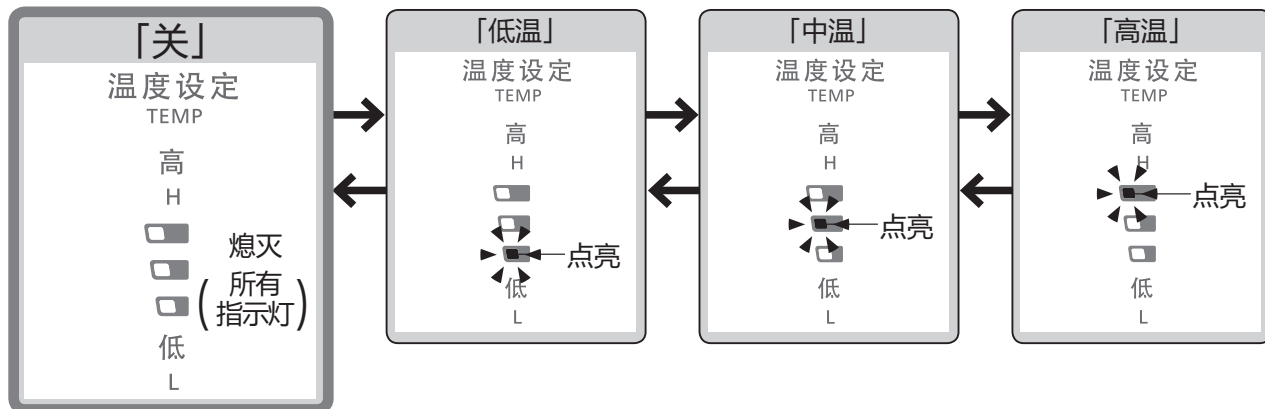 「关」
温度设定
TEMP
高
H
熄灭
(所有
指示灯)
低
L
「低温」
温度设定
TEMP
高
H
点亮
低
L
「中温」
温度设定
TEMP
高
H
点亮
低
L
「高温」
温度设定
TEMP
高
H
点亮
低
L